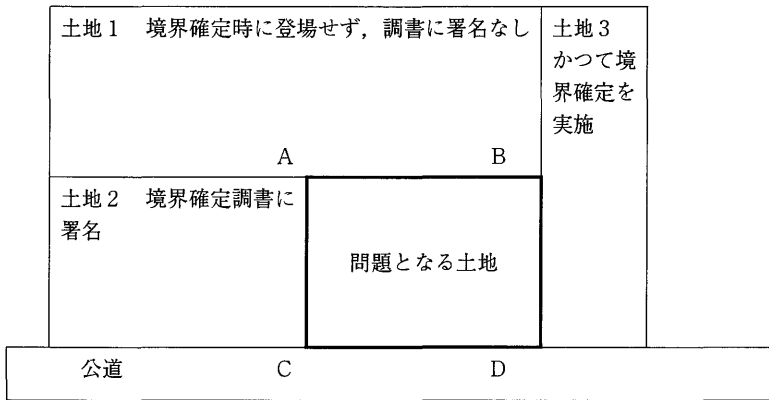 土地１　境界確定時に登場せず，調書に署名なし
土地３
かつて境
界確定を
実施
A
B
土地２　境界確定調書に
署名
問題となる土地
公道
C
D